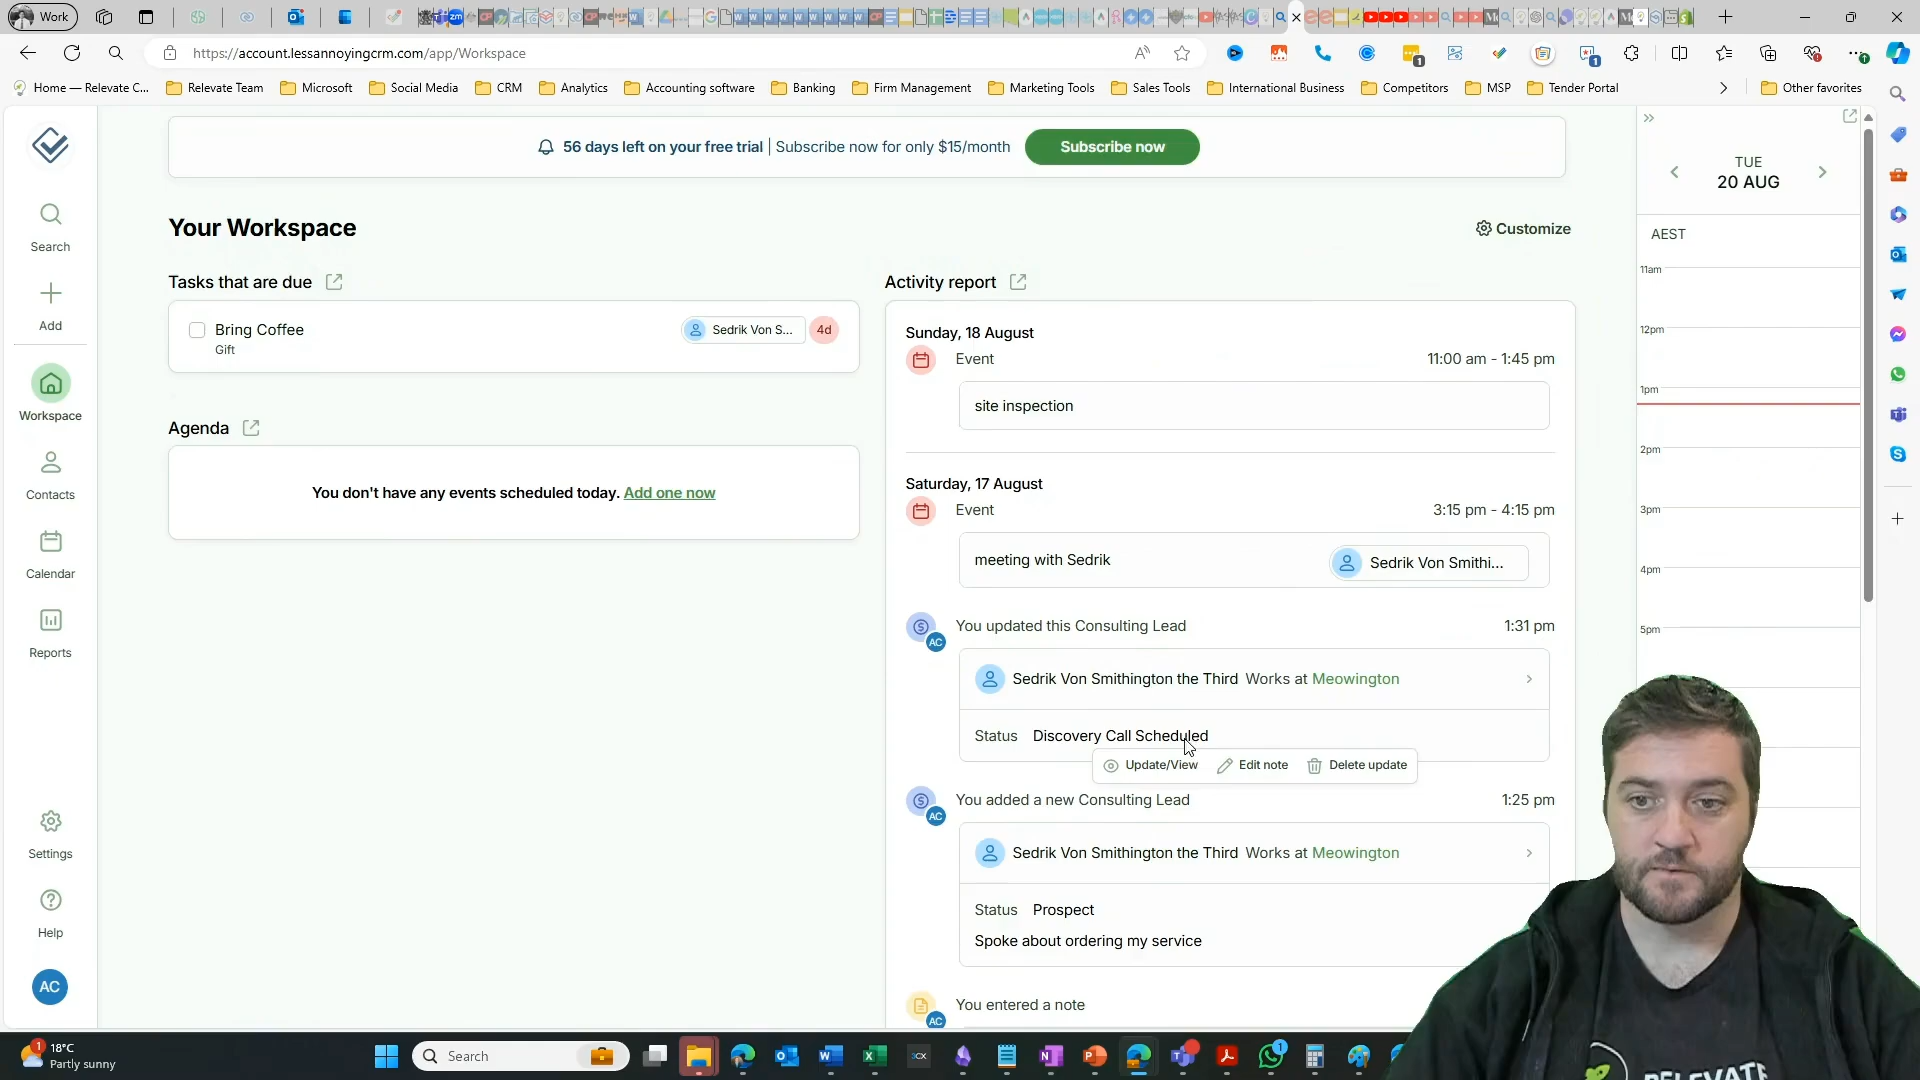 Work
https://account.lessannoyingcrm.com/app/Workspace
Home — Relevate C...
Relevate Team
Microsoft
Social Media
CRM
Analytics
Accounting software
Banking
Firm Management
Marketing Tools
Sales Tools
International Business
Competitors
MSP
Tender Portal
Other favorites
56 days left on your free trial | Subscribe now for only $15/month
Subscribe now
Search
Add
Workspace
Contacts
Calendar
Reports
Settings
Help
AC
Your Workspace
Customize
Tasks that are due
Bring Coffee
Gift
Sedrik Von S...
4d
Agenda
You don't have any events scheduled today. Add one now
Activity report
Sunday, 18 August
Event
11:00 am - 1:45 pm
site inspection
Saturday, 17 August
Event
3:15 pm - 4:15 pm
meeting with Sedrik
Sedrik Von Smithi...
You updated this Consulting Lead
1:31 pm
AC
Sedrik Von Smithington the Third Works at Meowington
Status Discovery Call Scheduled
Update/View
Edit note
Delete update
You added a new Consulting Lead
1:25 pm
AC
Sedrik Von Smithington the Third Works at Meowington
Status Prospect
Spoke about ordering my service
You entered a note
AC
TUE
20 AUG
AEST
11am
12pm
1pm
2pm
3pm
4pm
5pm
RELEVATE
1
18°C
Partly sunny
Search
3CX
1